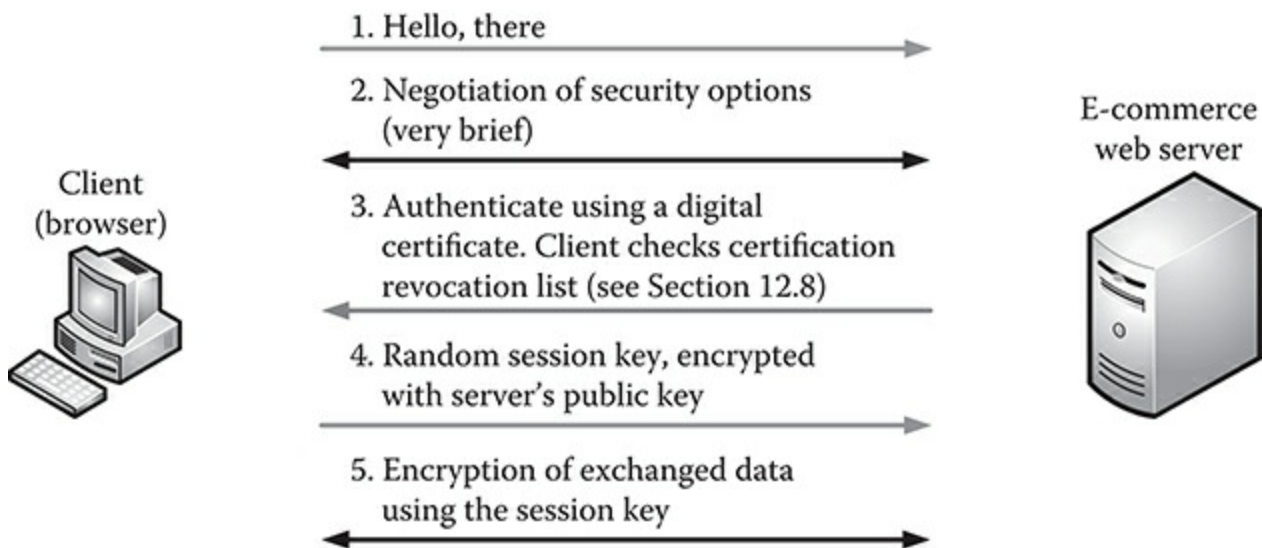 1. Hello, there
2. Negotiation of security options
(very brief)
E-commerce
web server
Client
(browser)
3. Authenticate using a digital
certificate. Client checks certification
revocation list (see Section 12.8)
4. Random session key, encrypted
with server’s public key
5. Encryption of exchanged data
using the session key